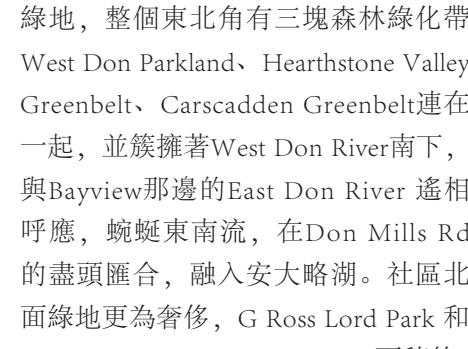 綠地，整個東北角有三塊森林綠化帶
West Don Parkland、Hearthstone Valley
Greenbelt、Carscadden Greenbelt連在
一起，並簇擁著West Don River南下，
與Bayview那邊的East Don River 遙相
呼應，蜿蜒東南流，在Don Mills Rd
的盡頭匯合，融入安大略湖。社區北
面綠地更為奢侈，G Ross Lord Park 和